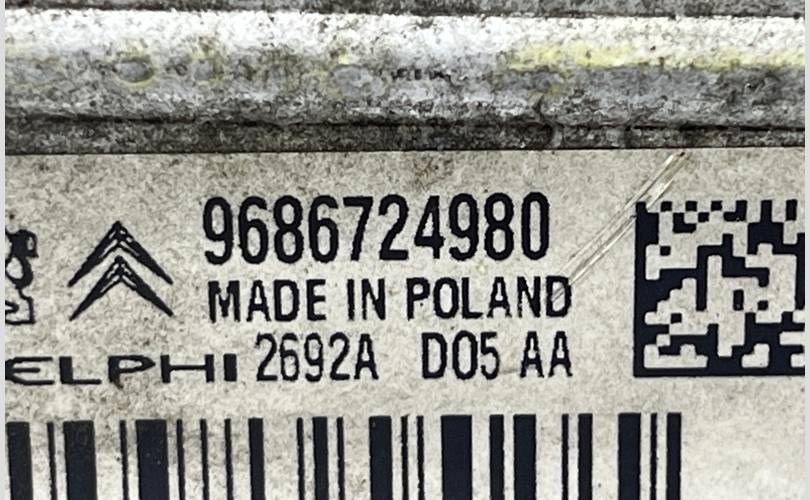 9686724980
MADE IN POLAND
ELPHI 2692A D05 AA